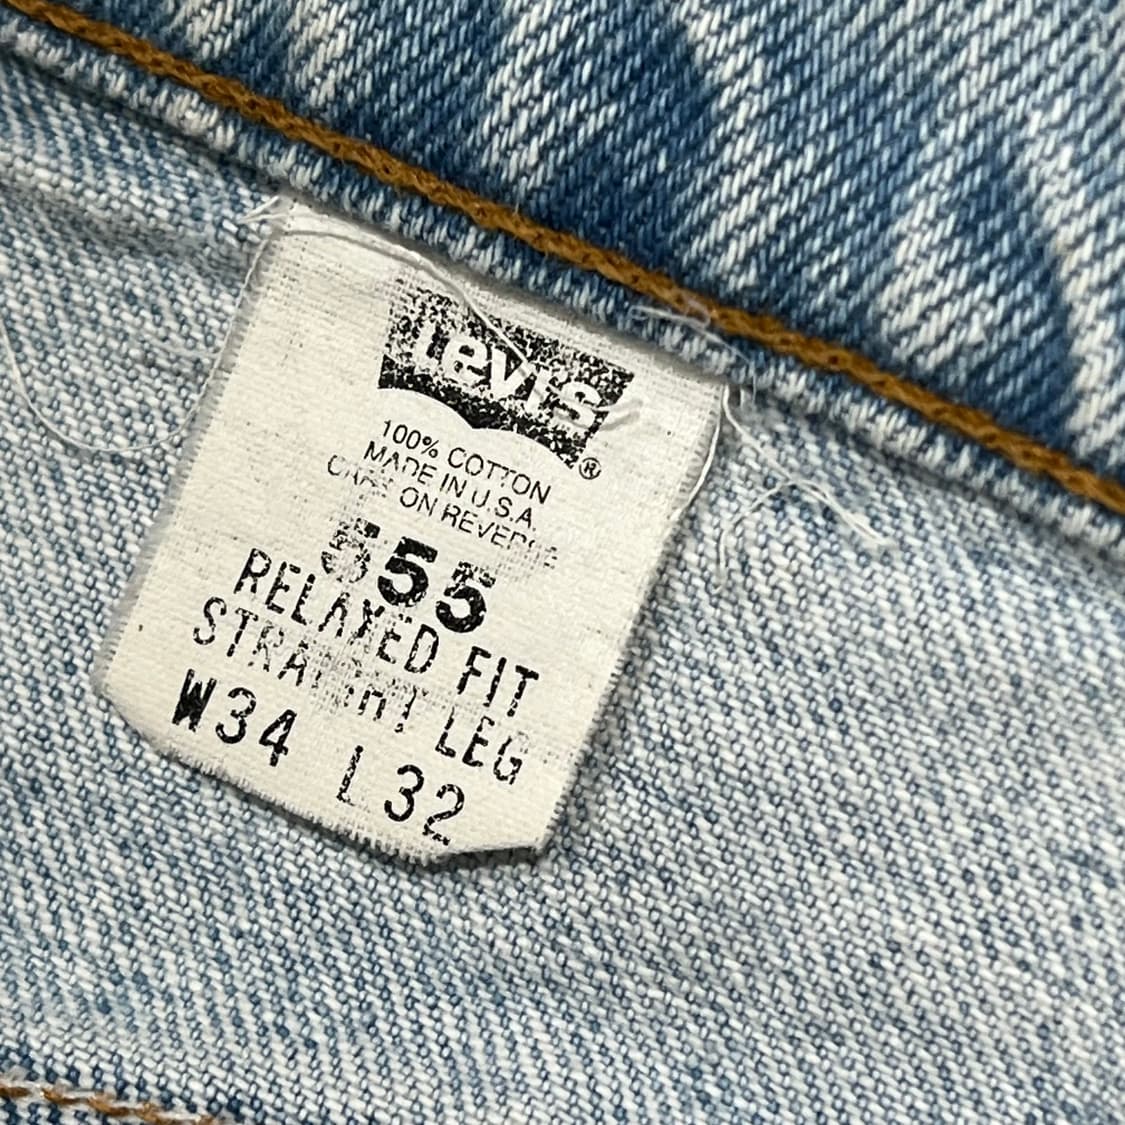 Levi's
®
100% COTTON
MADE IN U.S.A.
CARE ON REVERSE
555
RELAXED FIT
STRAIGHT LEG
W34 L32